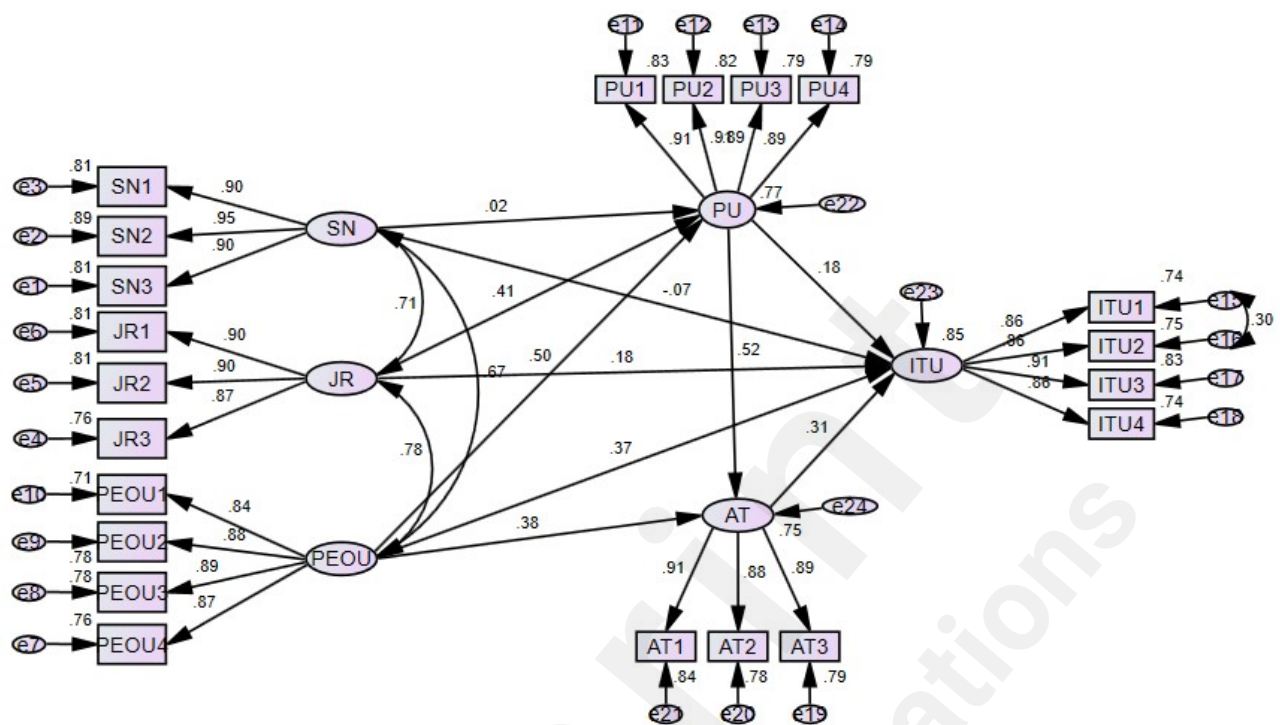 e11 e12 e13 e14
.83 .82 .79 .79
PU1 PU2 PU3 PU4
.91 .91 .89 .89
PU .77 e22
.81
e3 SN1 .90
.89
e2 SN2 .95
.81 .90
e1 SN3
SN
.02
.71
.81
e6 JR1 .90
.81
e5 JR2 .90
.76 .87
e4 JR3
JR
.41
-.07
.18
.50
.67
.18
.52
.78
.71
e10 PEOU1 .84
e9 PEOU2 .88
.78
.78
e8 PEOU3 .89
.76 .87
e7 PEOU4
PEOU
.37
.38
.31
e23
.85
ITU
.86
.86
.91
.86
.74
ITU1 e15
.75 .30
ITU2 e16
.83
ITU3 e17
.74
ITU4 e18
AT e24
.75
.91 .88 .89
AT1 AT2 AT3
.84 .78 .79
e21 e20 e19
ations